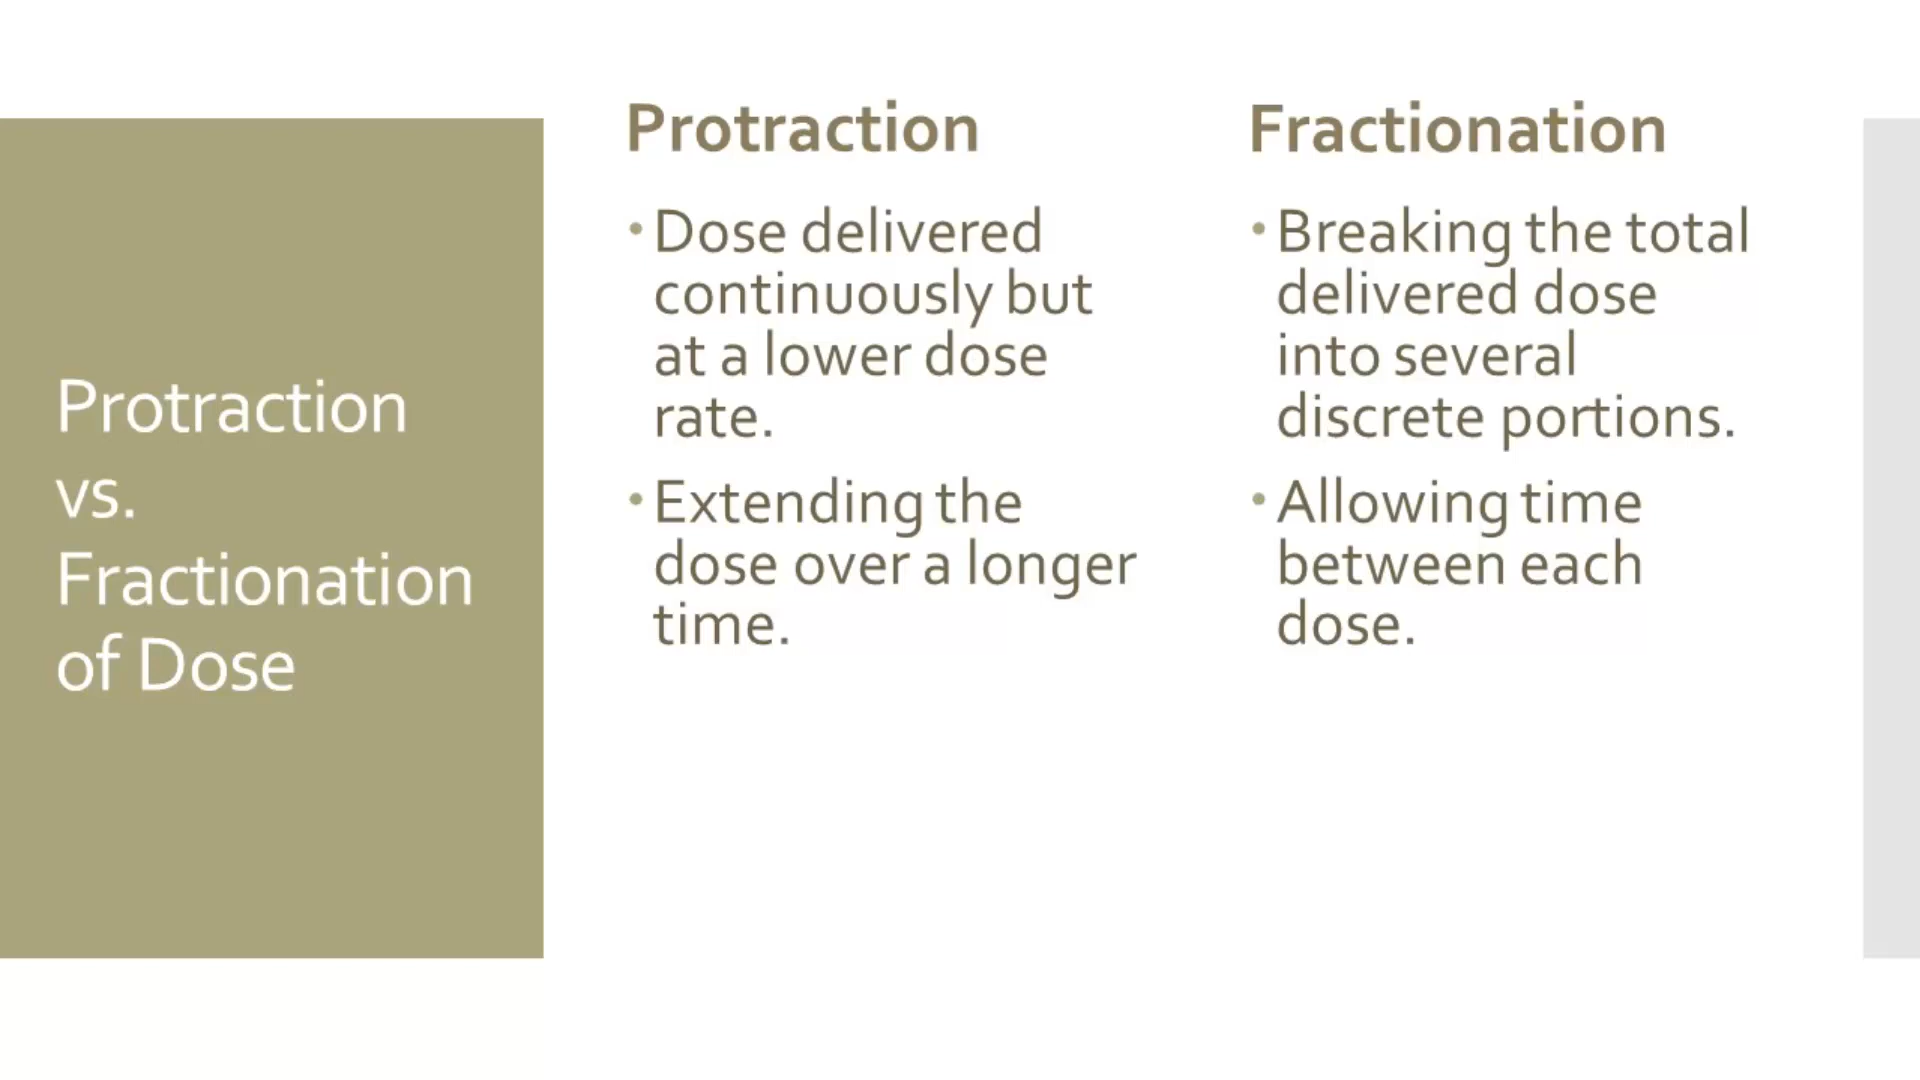 Protraction
vs.
Fractionation
of Dose
Protraction
• Dose delivered
continuously but
at a lower dose
rate.
• Extending the
dose over a longer
time.
Fractionation
• Breaking the total
delivered dose
into several
discrete portions.
• Allowing time
between each
dose.